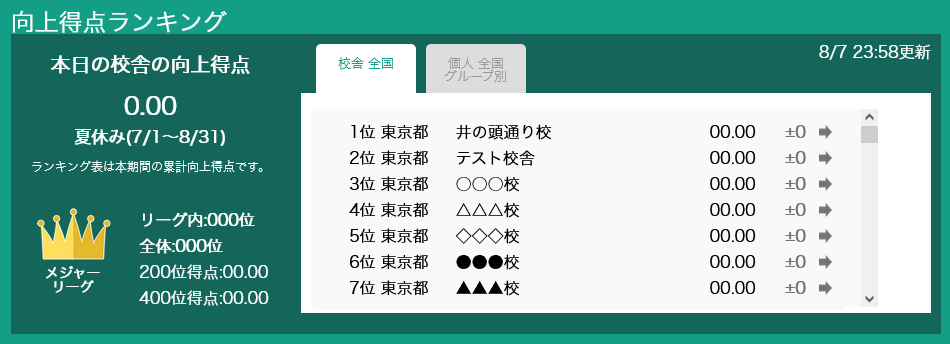 向上得点ランキング
本日の校舎の向上得点
0.00
夏休み(7/1～8/31)
ランキング表は本期間の累計向上得点です。
メジャー
リーグ
リーグ内:000位
全体:000位
200位得点:00.00
400位得点:00.00
校舎 全国
個人 全国
グループ別
8/7 23:58更新
1位 東京都 井の頭通り校 00.00 ±0
2位 東京都 テスト校舎 00.00 ±0
3位 東京都 〇〇〇校 00.00 ±0
4位 東京都 △△△校 00.00 ±0
5位 東京都 ◇◇◇校 00.00 ±0
6位 東京都 ●●●校 00.00 ±0
7位 東京都 ▲▲▲校 00.00 ±0